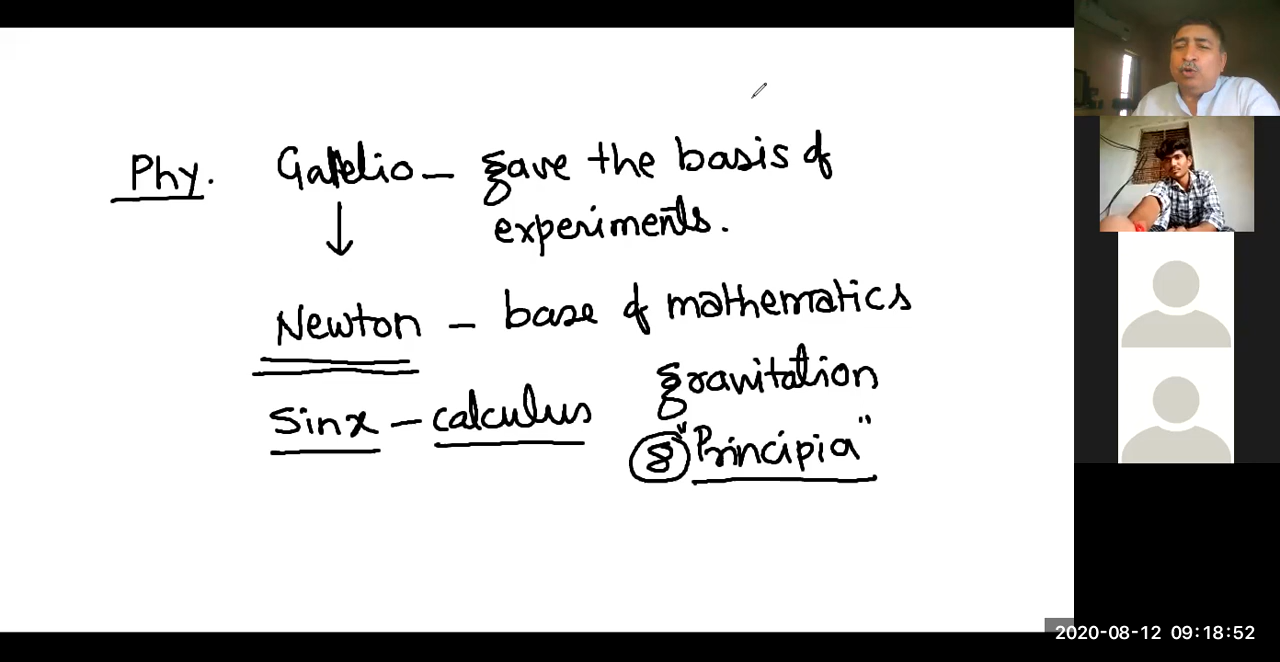 Phy. Galelio – gave the basis of
experiments.
Newton – base of mathematics
gravitation
Sinx – calculus
8 "Principia"
2020-08-12 09:18:52